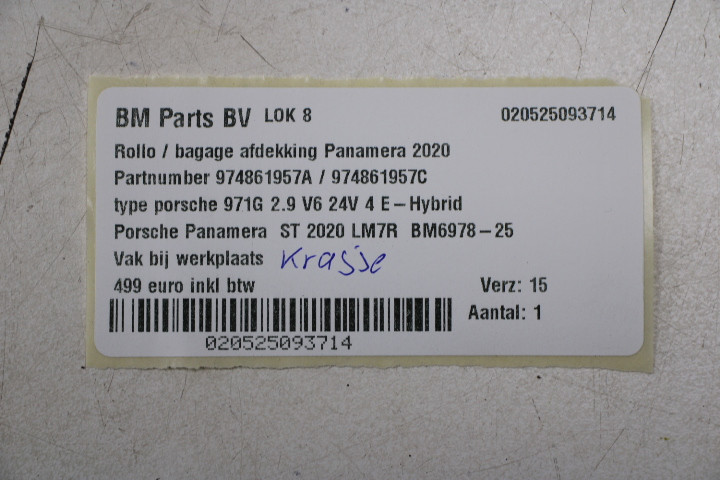 BM Parts BV LOK 8 020525093714
Rollo / bagage afdekking Panamera 2020
Partnumber 974861957A / 974861957C
type porsche 971G 2.9 V6 24V 4 E-Hybrid
Porsche Panamera ST 2020 LM7R BM6978-25
Vak bij werkplaats Krasje
499 euro inkl btw Verz: 15
Aantal: 1
020525093714